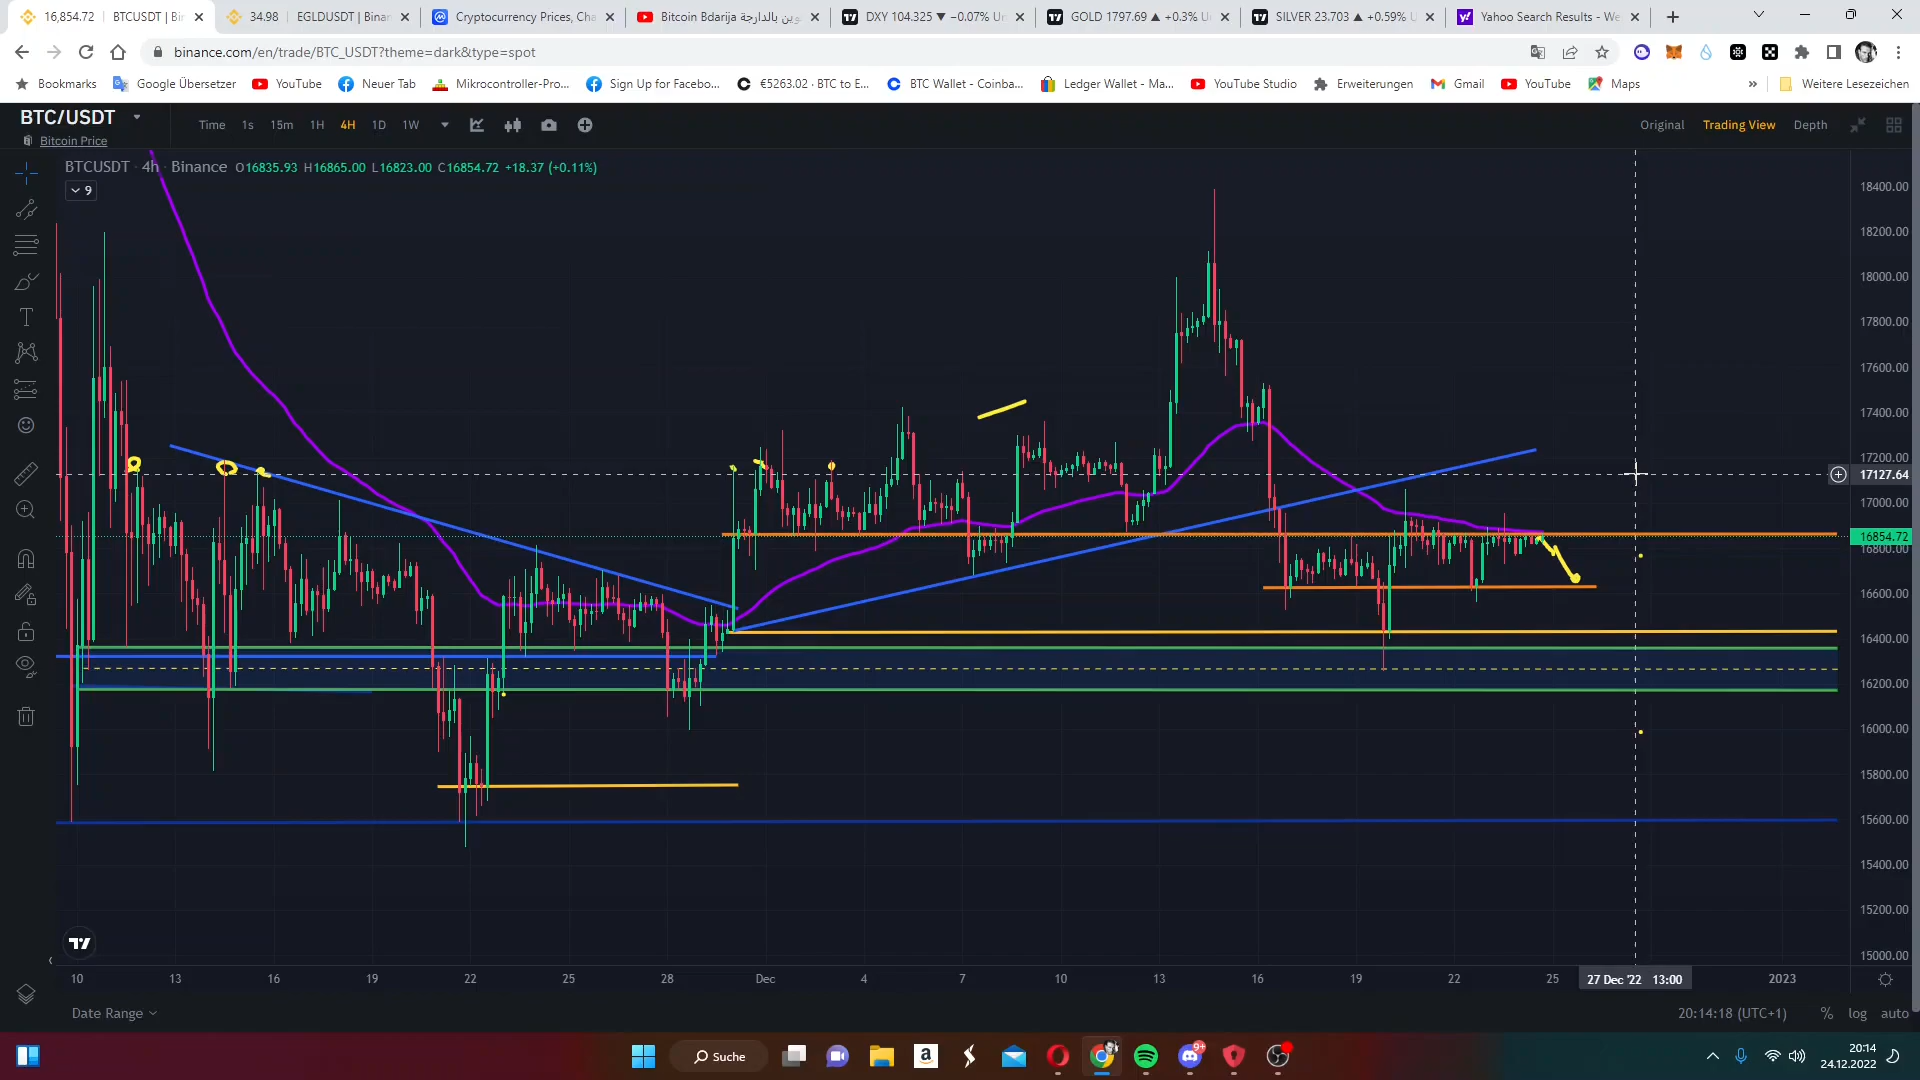 16,854.72 | BTCUSDT | Bi
34.98 | EGLDUSDT | Binan
Cryptocurrency Prices, Cha
Bitcoin Bdarija وين بالدارجة
DXY 104.325 ▼ −0.07% U
GOLD 1797.69 ▲ +0.3% U
SILVER 23.703 ▲ +0.59% U
Yahoo Search Results - We
binance.com/en/trade/BTC_USDT?theme=dark&type=spot
Bookmarks
Google Übersetzer
YouTube
Neuer Tab
Mikrocontroller-Pro...
Sign Up for Facebo...
€5263.02 · BTC to E...
BTC Wallet - Coinba...
Ledger Wallet - Ma...
YouTube Studio
Erweiterungen
Gmail
YouTube
Maps
»
Weitere Lesezeichen
BTC/USDT
Bitcoin Price
Time 1s 15m 1H 4H 1D 1W
Original Trading View Depth
BTCUSDT · 4h · Binance O16835.93 H16865.00 L16823.00 C16854.72 +18.37 (+0.11%)
9
18400.00
18200.00
18000.00
17800.00
17600.00
17400.00
17200.00
17127.64
17000.00
16854.72
16800.00
16600.00
16400.00
16200.00
16000.00
15800.00
15600.00
15400.00
15200.00
15000.00
10 13 16 19 22 25 28 Dec 4 7 10 13 16 19 22 25 27 Dec '22 13:00 2023
Date Range
20:14:18 (UTC+1) % log auto
Suche
9+
20:14
24.12.2022